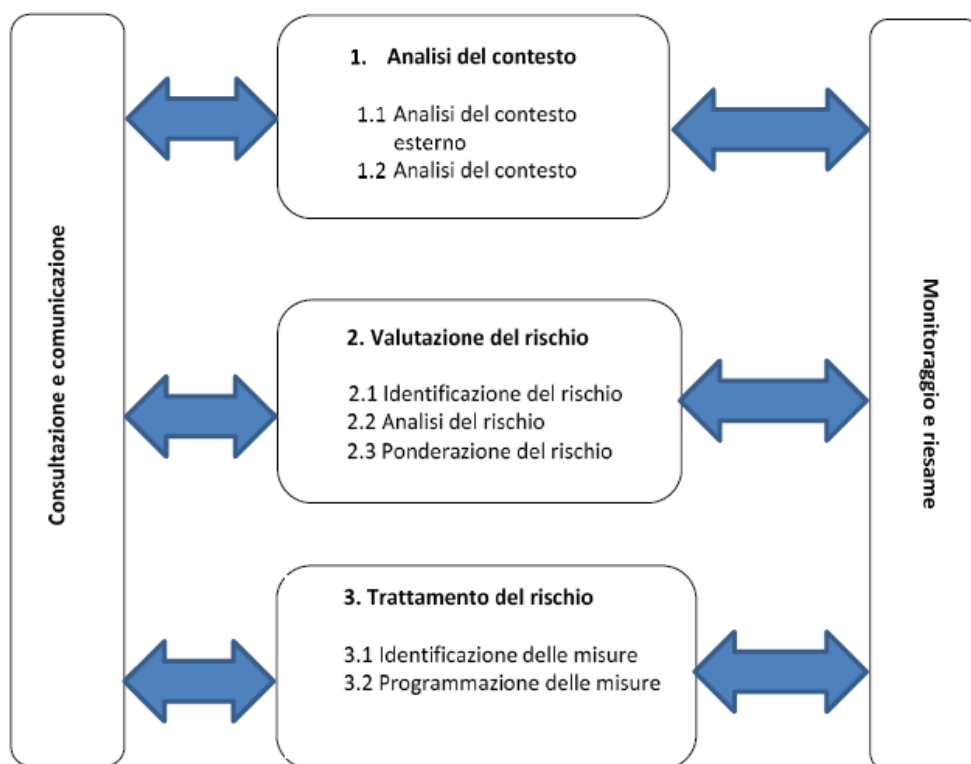 Consultazione e comunicazione
1. Analisi del contesto
1.1 Analisi del contesto
esterno
1.2 Analisi del contesto
2. Valutazione del rischio
2.1 Identificazione del rischio
2.2 Analisi del rischio
2.3 Ponderazione del rischio
3. Trattamento del rischio
3.1 Identificazione delle misure
3.2 Programmazione delle misure
Monitoraggio e riesame